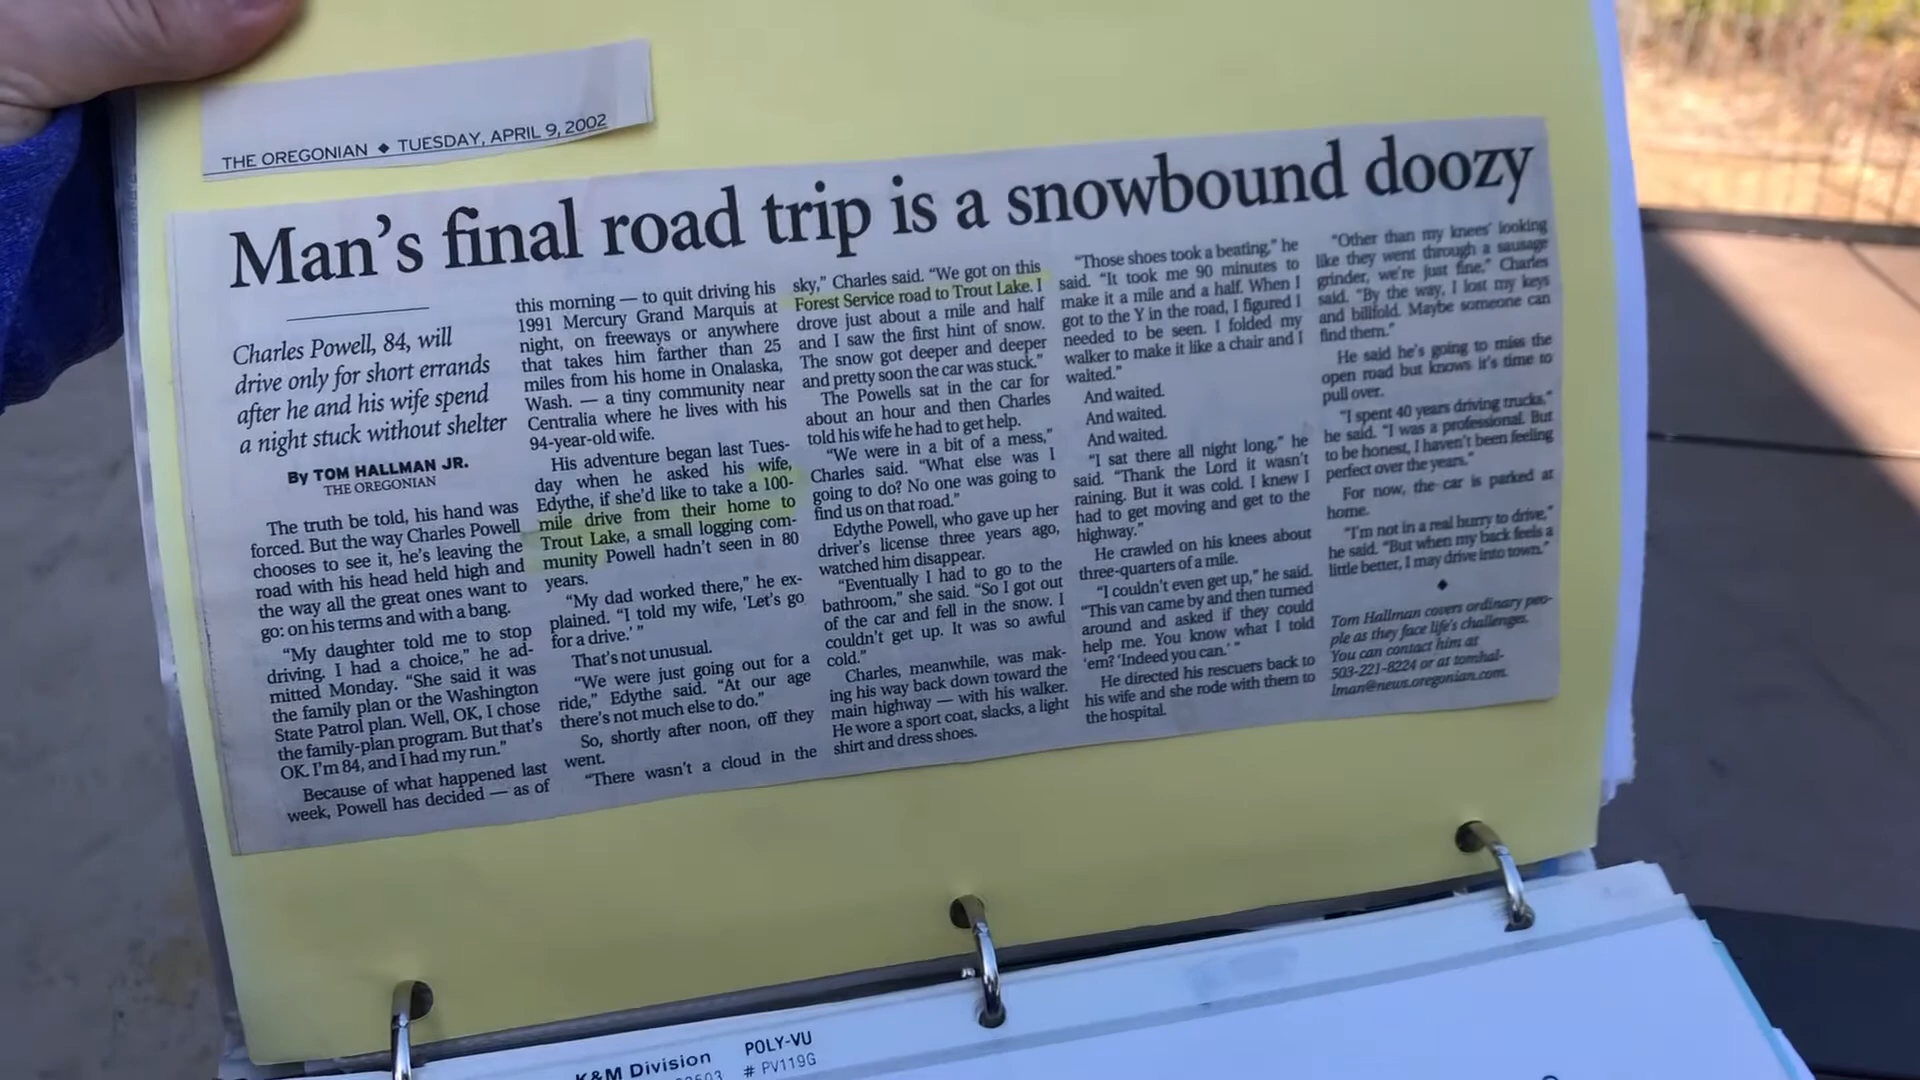 THE OREGONIAN ◆ TUESDAY, APRIL 9, 2002
Man's final road trip is a snowbound doozy
Charles Powell, 84, will
drive only for short errands
after he and his wife spend
a night stuck without shelter
By TOM HALLMAN JR.
THE OREGONIAN
The truth be told, his hand was
forced. But the way Charles Powell
chooses to see it, he's leaving the
road with his head held high and
the way all the great ones want to
go: on his terms and with a bang.
"My daughter told me to stop
driving. I had a choice," he ad-
mitted Monday. "She said it was
the family plan or the Washington
State Patrol plan. Well, OK, I chose
the family-plan program. But that's
OK. I'm 84, and I had my run."
Because of what happened last
week, Powell has decided — as of
this morning — to quit driving his
1991 Mercury Grand Marquis at
night, on freeways or anywhere
that takes him farther than 25
miles from his home in Onalaska,
Wash. — a tiny community near
Centralia where he lives with his
94-year-old wife.
His adventure began last Tues-
day when he asked his wife,
Edythe, if she'd like to take a 100-
mile drive from their home to
Trout Lake, a small logging com-
munity Powell hadn't seen in 80
years.
"My dad worked there," he ex-
plained. "I told my wife, 'Let's go
for a drive.' "
That's not unusual.
"We were just going out for a
ride," Edythe said. "At our age
there's not much else to do."
So, shortly after noon, off they
went.
"There wasn't a cloud in the
sky," Charles said. "We got on this
Forest Service road to Trout Lake. I
drove just about a mile and half
and I saw the first hint of snow.
The snow got deeper and deeper
and pretty soon the car was stuck."
The Powells sat in the car for
about an hour and then Charles
told his wife he had to get help.
"We were in a bit of a mess,"
Charles said. "What else was I
going to do? No one was going to
find us on that road."
Edythe Powell, who gave up her
driver's license three years ago,
watched him disappear.
"Eventually I had to go to the
bathroom," she said. "So I got out
of the car and fell in the snow. I
couldn't get up. It was so awful
cold."
Charles, meanwhile, was mak-
ing his way back down toward the
main highway — with his walker.
He wore a sport coat, slacks, a light
shirt and dress shoes.
"Those shoes took a beating," he
said. "It took me 90 minutes to
make it a mile and a half. When I
got to the Y in the road, I figured I
needed to be seen. I folded my
walker to make it like a chair and I
waited."
And waited.
And waited.
And waited.
"I sat there all night long," he
said. "Thank the Lord it wasn't
raining. But it was cold. I knew I
had to get moving and get to the
highway."
He crawled on his knees about
three-quarters of a mile.
"I couldn't even get up," he said.
"This van came by and then turned
around and asked if they could
help me. You know what I told
'em? 'Indeed you can.' "
He directed his rescuers back to
his wife and she rode with them to
the hospital.
"Other than my knees' looking
like they went through a sausage
grinder, we're just fine," Charles
said. "By the way, I lost my keys
and billfold. Maybe someone can
find them."
He said he's going to miss the
open road but knows it's time to
pull over.
"I spent 40 years driving trucks,"
he said. "I was a professional. But
to be honest, I haven't been feeling
perfect over the years."
For now, the car is parked at
home.
"I'm not in a real hurry to drive,"
he said. "But when my back feels a
little better, I may drive into town."
◆
Tom Hallman covers ordinary peo-
ple as they face life's challenges.
You can contact him at
503-221-8224 or at tomhal-
lman@news.oregonian.com.
K&M Division
POLY-VU
# PV119G